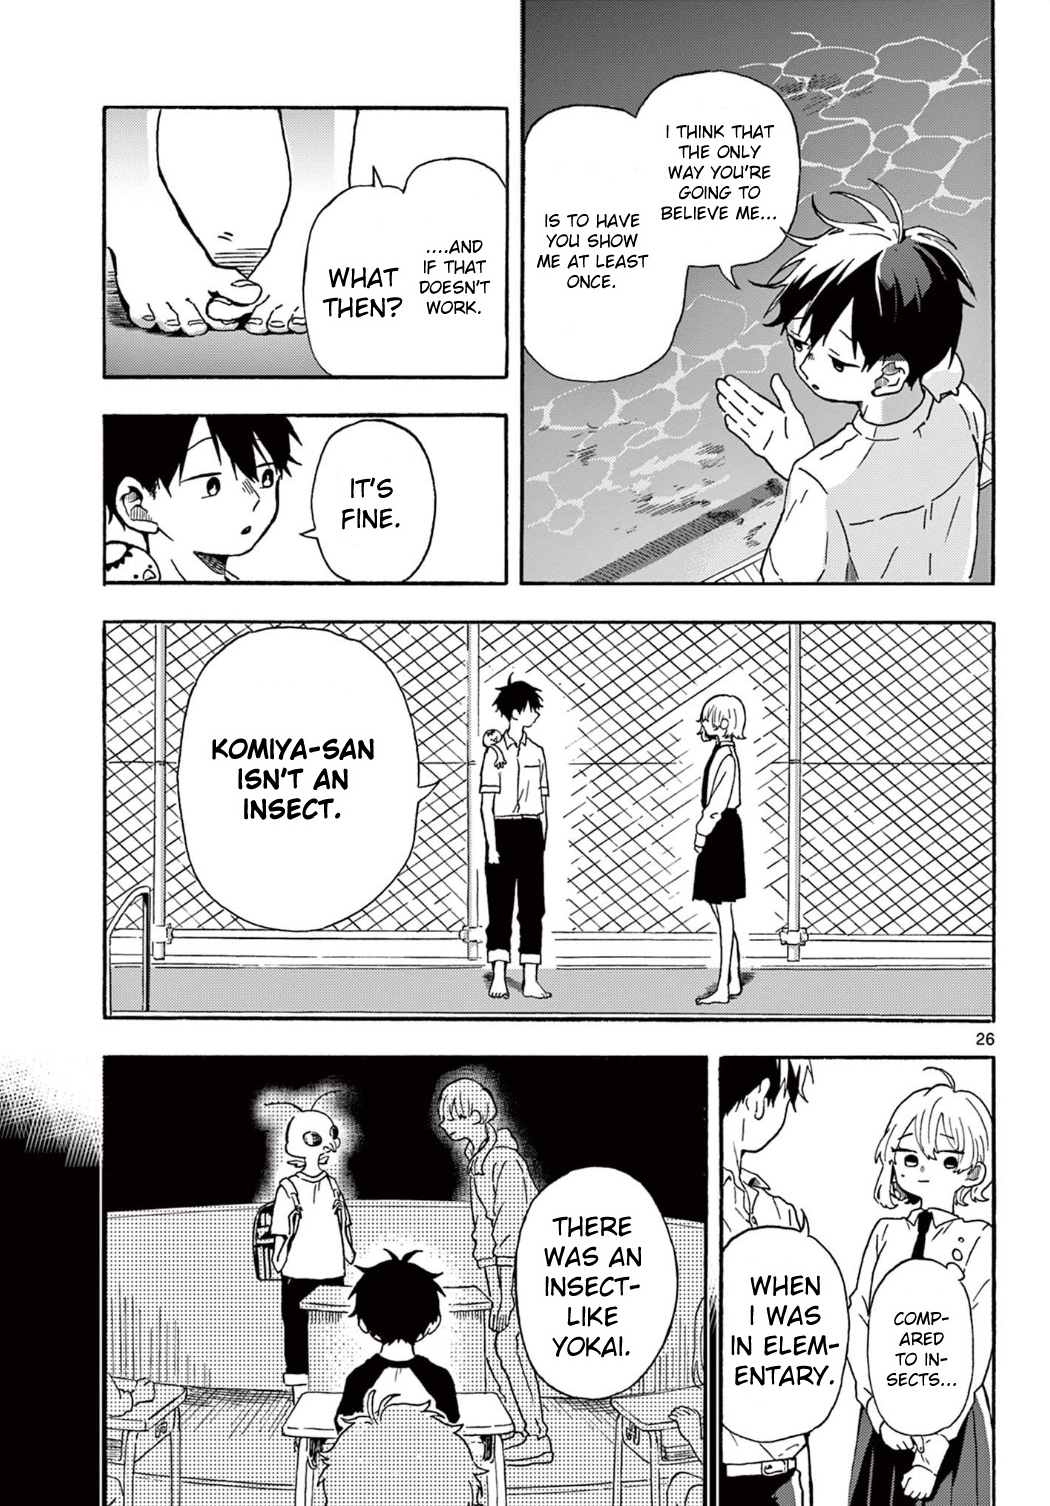 I THINK THAT
THE ONLY
WAY YOU'RE
GOING TO
BELIEVE ME...
IS TO HAVE
YOU SHOW
ME AT LEAST
ONCE.
....AND
IF THAT
DOESN'T
WORK.
WHAT
THEN?
IT'S
FINE.
KOMIYA-SAN
ISN'T AN
INSECT.
26
COMP-
ARED
TO IN-
SECTS...
WHEN
I WAS
IN ELEM-
ENTARY.
THERE
WAS AN
INSECT-
LIKE
YOKAI.